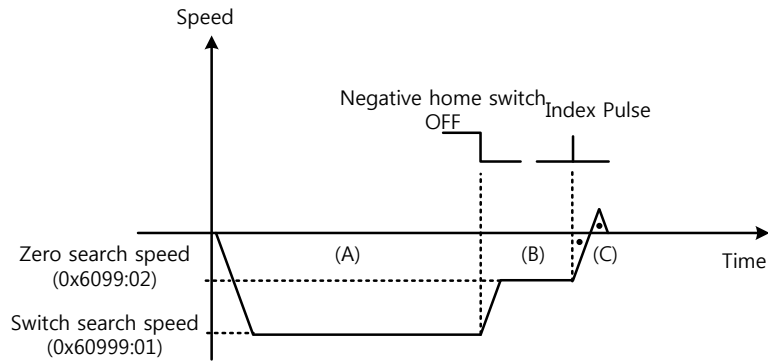 Speed
Negative home switch
OFF
Index Pulse
Zero search speed
(0x6099:02)
(A)
(B)
(C)
Time
Switch search speed
(0x60999:01)